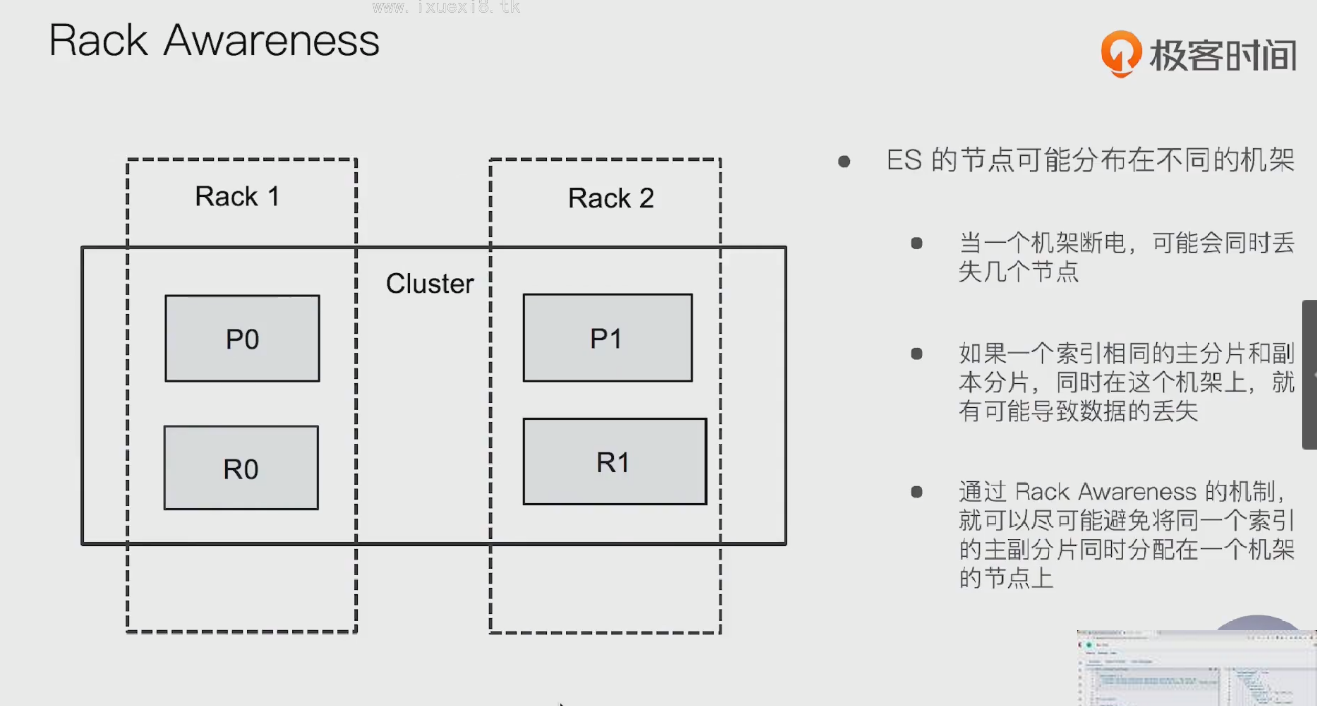 www.ixuexi8.tk
Rack Awareness
极客时间
Rack 1
Rack 2
Cluster
P0
P1
R0
R1
ES 的节点可能分布在不同的机架
当一个机架断电，可能会同时丢
失几个节点
如果一个索引相同的主分片和副
本分片，同时在这个机架上，就
有可能导致数据的丢失
通过 Rack Awareness 的机制，
就可以尽可能避免将同一个索引
的主副分片同时分配在一个机架
的节点上